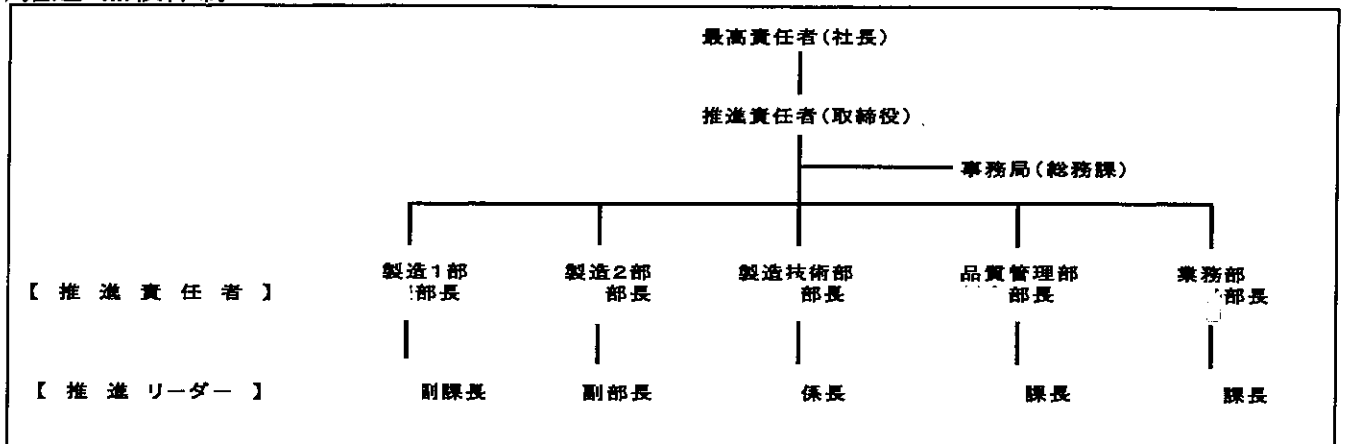 最高責任者(社長)
推進責任者(取締役)
事務局(総務課)
製造1部 製造2部 製造技術部 品質管理部 業務部
【 推 進 責 任 者 】 部長 部長 部長 部長 部長
【 推 進 リーダー 】 副課長 副部長 係長 課長 課長